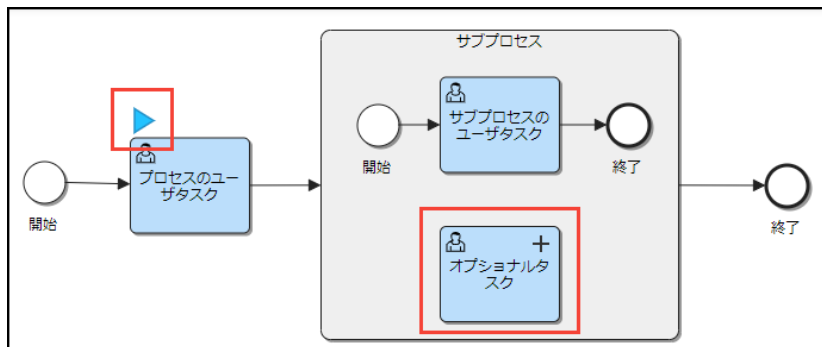 サブプロセス
サブプロセスの
ユーザタスク
開始
終了
プロセスのユー
ザタスク
開始
オプショナルタ
スク
終了